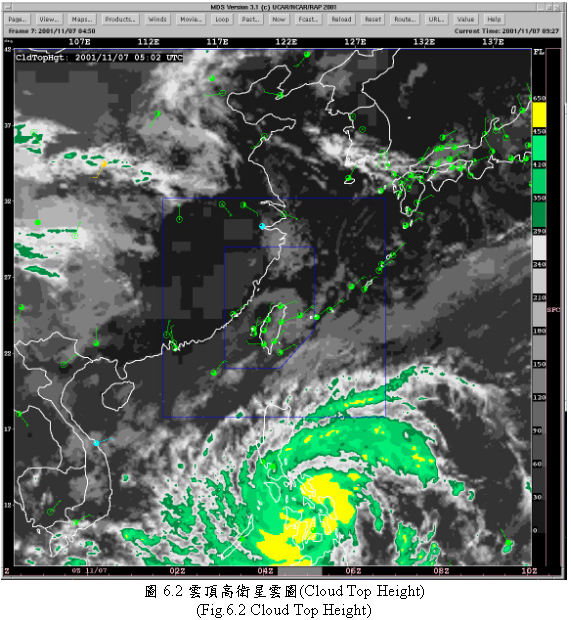 MDS Version 3.1 (c) UCAR/NCAR/RAP 2001
Page... View... Maps... Products... Winds Movie... Loop Fast... Now Fcast... Reload Reset Route... URL... Value Help
Frame 7: 2001/11/07 04:50 Current Time: 2001/11/07 09:27
107E 112E 117E 122E 127E 132E 137E FL
42
CldTopHgt: 2001/11/07 05:02 UTC
650
450
37
410
350
32
290
240
27
210
SFC
180
22
150
120
17
90
60
12
30
0
Z 05 11/07 02Z 04Z 06Z 08Z 10Z
圖 6.2 雲頂高衛星雲圖(Cloud Top Height)
(Fig.6.2 Cloud Top Height)